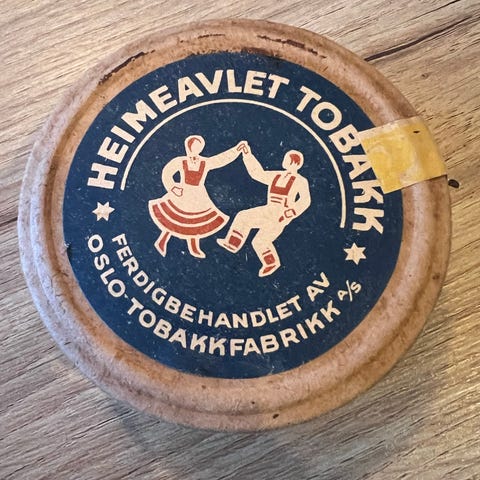 HEIMEAVLET TOBAKK
FERDIGBEHANDLET AV
OSLO-TOBAKKFABRIKK A/S